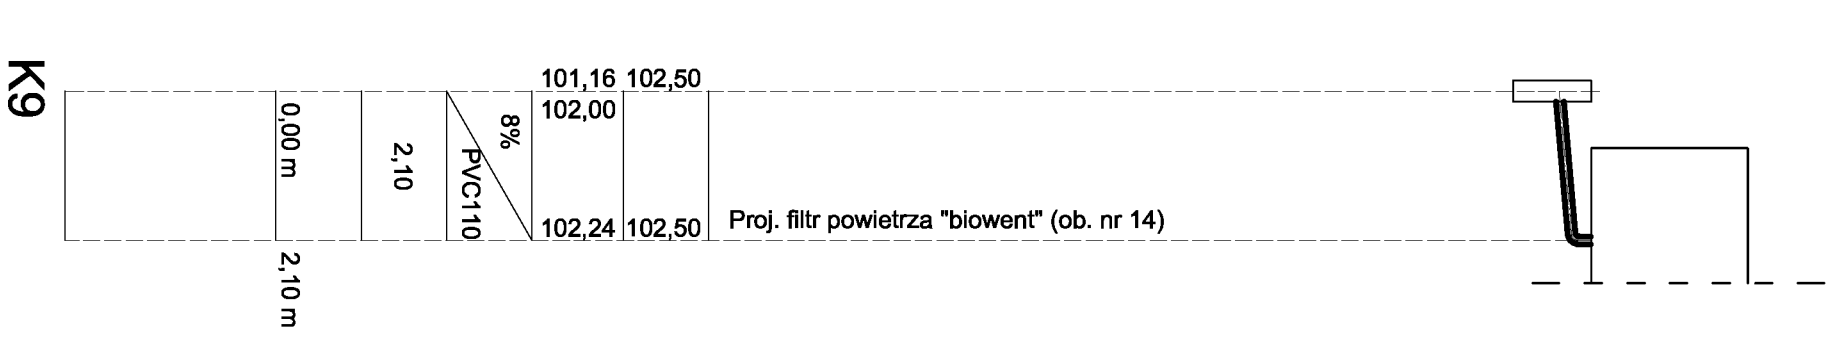 K9
0,00 m
2,10 m
2,10
PVC110
8%
101,16 102,50
102,00
102,24 102,50
Proj. filtr powietrza "biowent" (ob. nr 14)